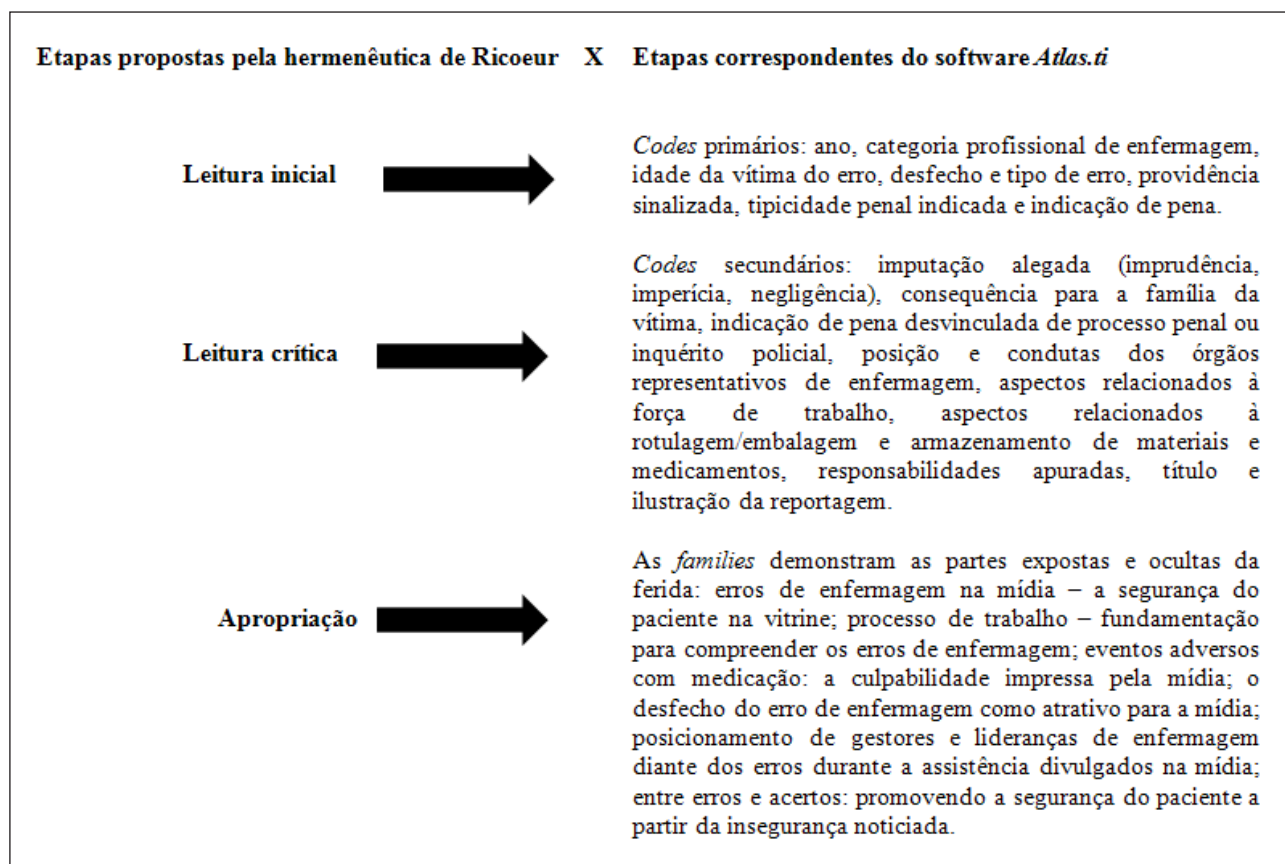 Etapas propostas pela hermenêutica de Ricoeur X Etapas correspondentes do software Atlas.ti
Leitura inicial
Codes primários: ano, categoria profissional de enfermagem,
idade da vítima do erro, desfecho e tipo de erro, providência
sinalizada, tipicidade penal indicada e indicação de pena.
Leitura crítica
Codes secundários: imputação alegada (imprudência,
imperícia, negligência), consequência para a família da
vítima, indicação de pena desvinculada de processo penal ou
inquérito policial, posição e condutas dos órgãos
representativos de enfermagem, aspectos relacionados à
força de trabalho, aspectos relacionados à
rotulagem/embalagem e armazenamento de materiais e
medicamentos, responsabilidades apuradas, título e
ilustração da reportagem.
Apropriação
As families demonstram as partes expostas e ocultas da
ferida: erros de enfermagem na mídia – a segurança do
paciente na vitrine; processo de trabalho – fundamentação
para compreender os erros de enfermagem; eventos adversos
com medicação: a culpabilidade impressa pela mídia; o
desfecho do erro de enfermagem como atrativo para a mídia;
posicionamento de gestores e lideranças de enfermagem
diante dos erros durante a assistência divulgados na mídia;
entre erros e acertos: promovendo a segurança do paciente a
partir da insegurança noticiada.